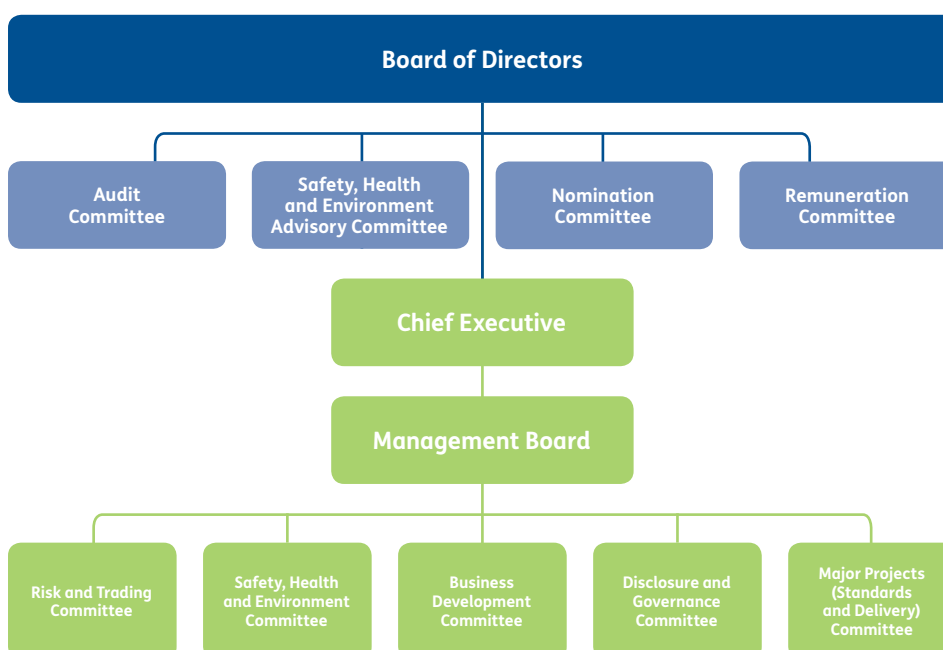 Board of Directors
Audit
Committee
Safety, Health
and Environment
Advisory Committee
Nomination
Committee
Remuneration
Committee
Chief Executive
Management Board
Risk and Trading
Committee
Safety, Health
and Environment
Committee
Business
Development
Committee
Disclosure and
Governance
Committee
Major Projects
(Standards
and Delivery)
Committee